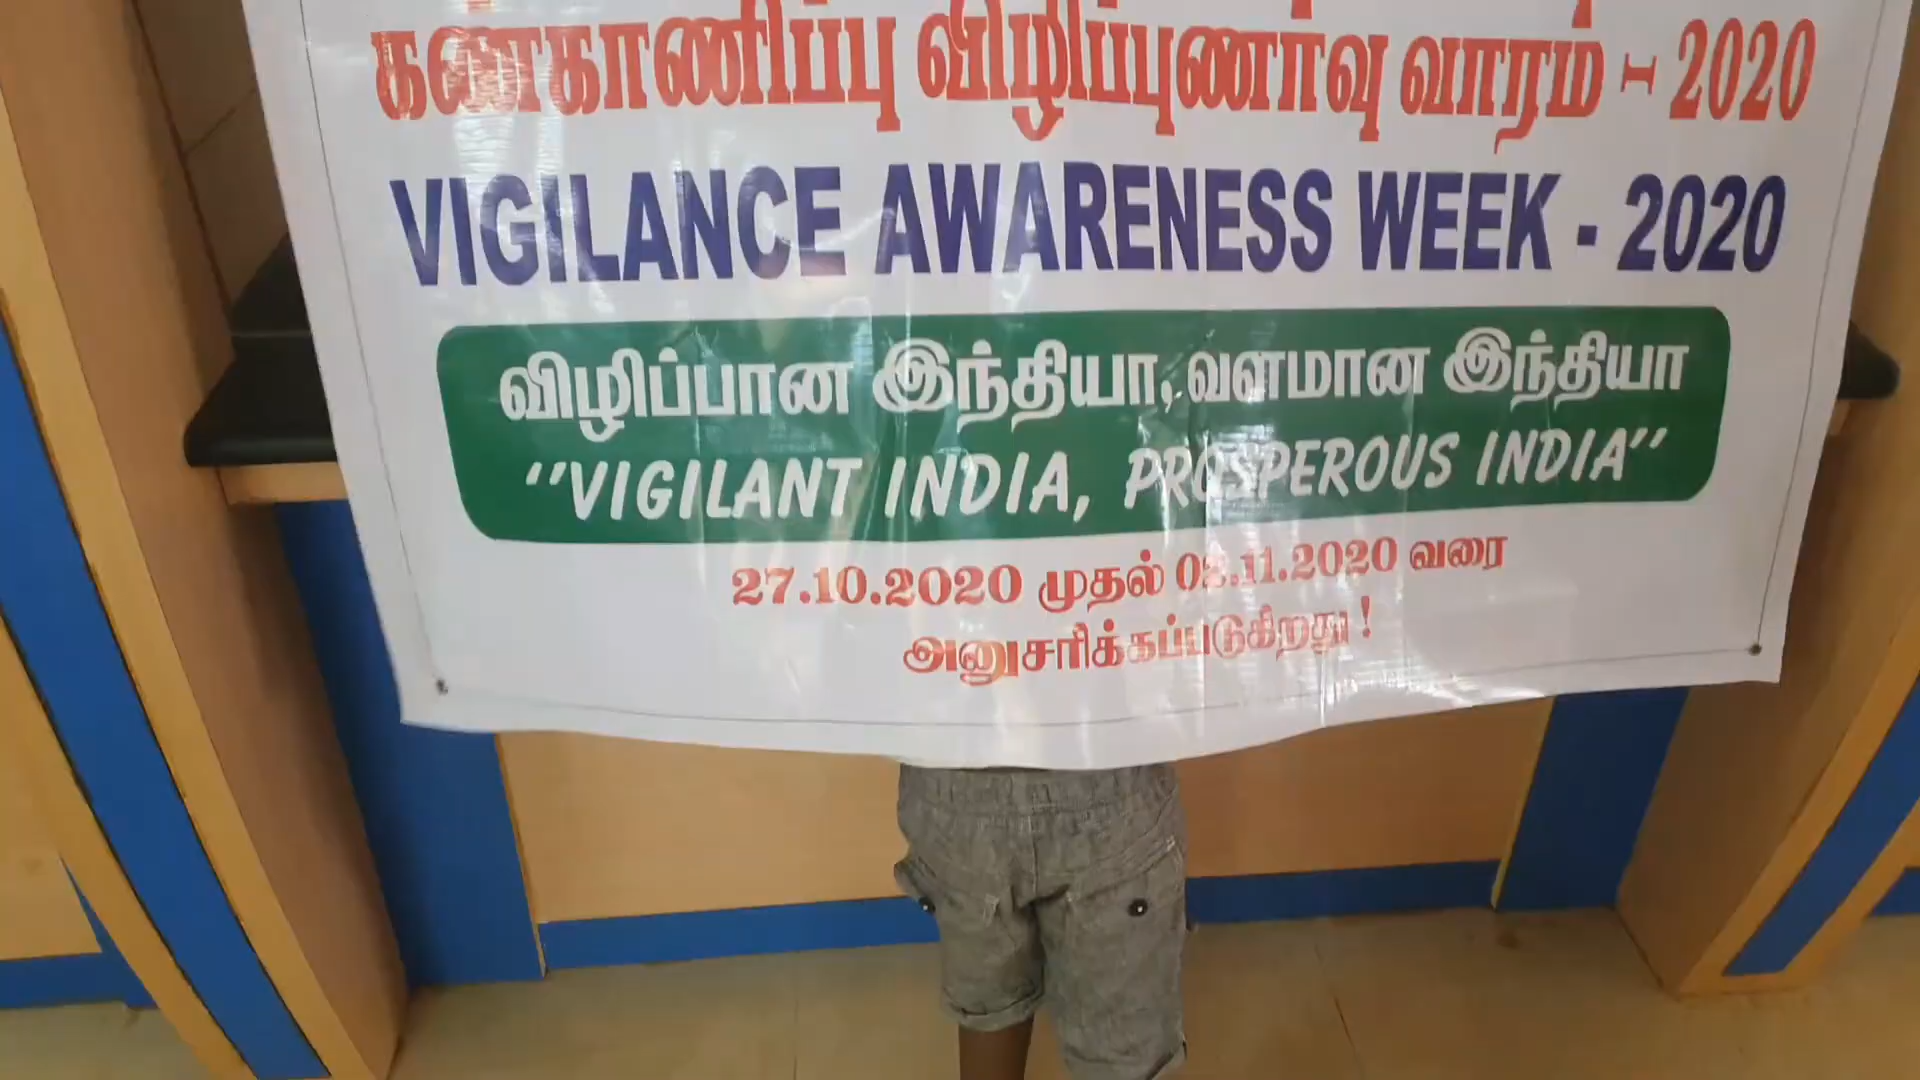 கண்காணிப்பு விழிப்புணர்வு வாரம் - 2020
VIGILANCE AWARENESS WEEK - 2020
விழிப்பான இந்தியா, வளமான இந்தியா
"VIGILANT INDIA, PROSPEROUS INDIA"
27.10.2020 முதல் 02.11.2020 வரை
அனுசரிக்கப்படுகிறது!